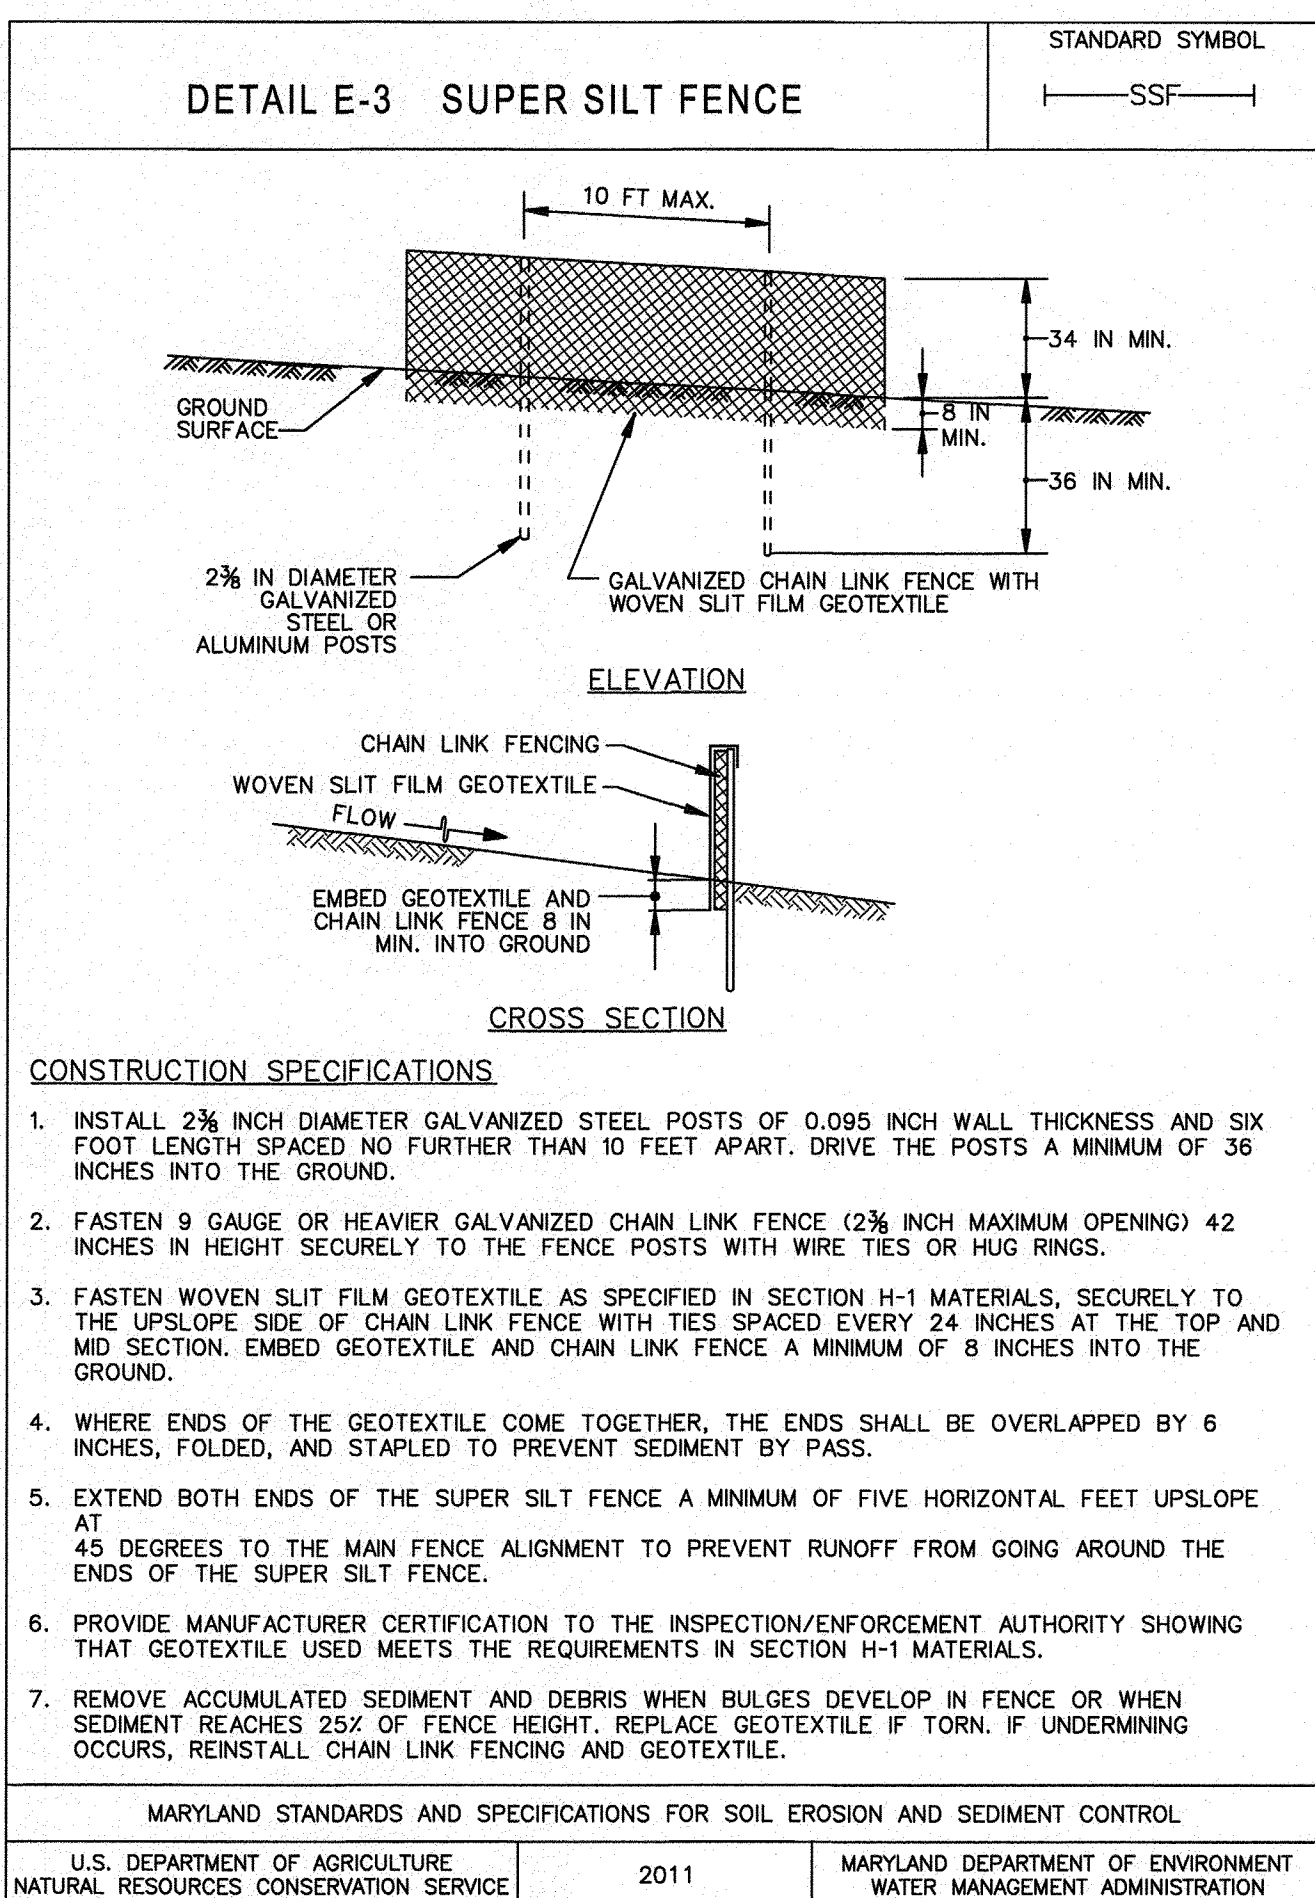 DETAIL E-3 SUPER SILT FENCE
STANDARD SYMBOL
SSF
10 FT MAX.
34 IN MIN.
GROUND
SURFACE
8 IN
MIN.
36 IN MIN.
2⅜ IN DIAMETER
GALVANIZED
STEEL OR
ALUMINUM POSTS
GALVANIZED CHAIN LINK FENCE WITH
WOVEN SLIT FILM GEOTEXTILE
ELEVATION
CHAIN LINK FENCING
WOVEN SLIT FILM GEOTEXTILE
FLOW
EMBED GEOTEXTILE AND
CHAIN LINK FENCE 8 IN
MIN. INTO GROUND
CROSS SECTION
CONSTRUCTION SPECIFICATIONS
1. INSTALL 2⅜ INCH DIAMETER GALVANIZED STEEL POSTS OF 0.095 INCH WALL THICKNESS AND SIX
FOOT LENGTH SPACED NO FURTHER THAN 10 FEET APART. DRIVE THE POSTS A MINIMUM OF 36
INCHES INTO THE GROUND.
2. FASTEN 9 GAUGE OR HEAVIER GALVANIZED CHAIN LINK FENCE (2⅜ INCH MAXIMUM OPENING) 42
INCHES IN HEIGHT SECURELY TO THE FENCE POSTS WITH WIRE TIES OR HUG RINGS.
3. FASTEN WOVEN SLIT FILM GEOTEXTILE AS SPECIFIED IN SECTION H-1 MATERIALS, SECURELY TO
THE UPSLOPE SIDE OF CHAIN LINK FENCE WITH TIES SPACED EVERY 24 INCHES AT THE TOP AND
MID SECTION. EMBED GEOTEXTILE AND CHAIN LINK FENCE A MINIMUM OF 8 INCHES INTO THE
GROUND.
4. WHERE ENDS OF THE GEOTEXTILE COME TOGETHER, THE ENDS SHALL BE OVERLAPPED BY 6
INCHES, FOLDED, AND STAPLED TO PREVENT SEDIMENT BY PASS.
5. EXTEND BOTH ENDS OF THE SUPER SILT FENCE A MINIMUM OF FIVE HORIZONTAL FEET UPSLOPE
AT
45 DEGREES TO THE MAIN FENCE ALIGNMENT TO PREVENT RUNOFF FROM GOING AROUND THE
ENDS OF THE SUPER SILT FENCE.
6. PROVIDE MANUFACTURER CERTIFICATION TO THE INSPECTION/ENFORCEMENT AUTHORITY SHOWING
THAT GEOTEXTILE USED MEETS THE REQUIREMENTS IN SECTION H-1 MATERIALS.
7. REMOVE ACCUMULATED SEDIMENT AND DEBRIS WHEN BULGES DEVELOP IN FENCE OR WHEN
SEDIMENT REACHES 25% OF FENCE HEIGHT. REPLACE GEOTEXTILE IF TORN. IF UNDERMINING
OCCURS, REINSTALL CHAIN LINK FENCING AND GEOTEXTILE.
MARYLAND STANDARDS AND SPECIFICATIONS FOR SOIL EROSION AND SEDIMENT CONTROL
U.S. DEPARTMENT OF AGRICULTURE
NATURAL RESOURCES CONSERVATION SERVICE
2011
MARYLAND DEPARTMENT OF ENVIRONMENT
WATER MANAGEMENT ADMINISTRATION